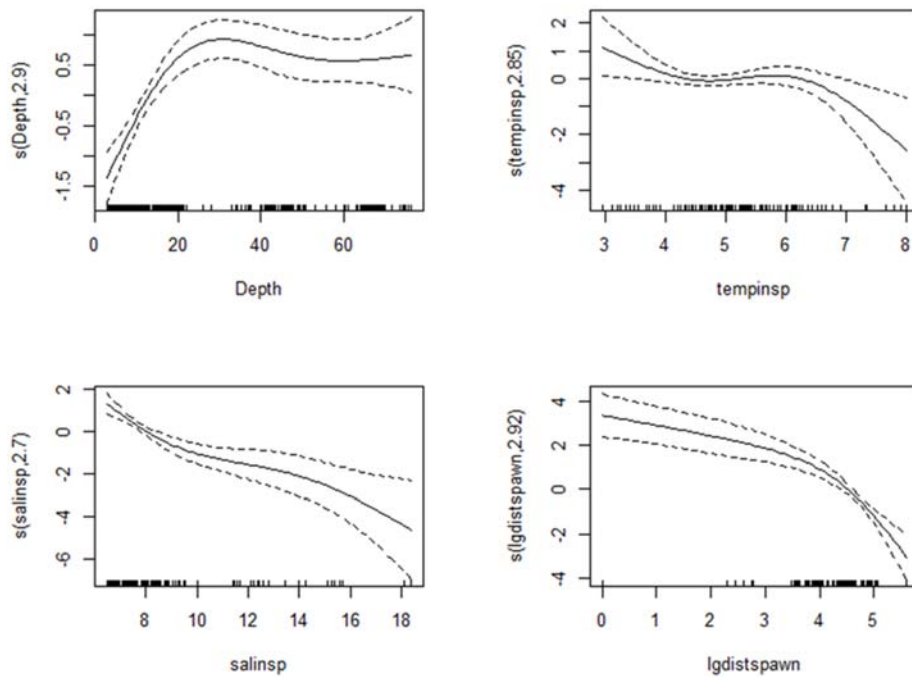 s(Depth,2.9)
0.5
-0.5
-1.5
0 20 40 60
Depth
s(tempinsp,2.85)
2
1
0
-2
-4
3 4 5 6 7 8
tempinsp
s(salinsp,2.7)
2
0
-2
-4
-6
8 10 12 14 16 18
salinsp
s(lgdistspawn,2.92)
4
2
0
-2
-4
0 1 2 3 4 5
lgdistspawn